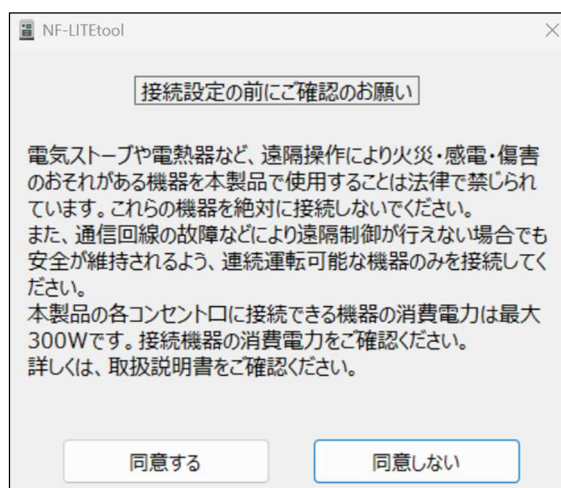 NF-LITEtool
接続設定の前にご確認のお願い
電気ストーブや電熱器など、遠隔操作により火災・感電・傷害
のおそれがある機器を本製品で使用することは法律で禁じられ
ています。これらの機器を絶対に接続しないでください。
また、通信回線の故障などにより遠隔制御が行えない場合でも
安全が維持されるよう、連続運転可能な機器のみを接続してく
ださい。
本製品の各コンセント口に接続できる機器の消費電力は最大
300Wです。接続機器の消費電力をご確認ください。
詳しくは、取扱説明書をご確認ください。
同意する
同意しない